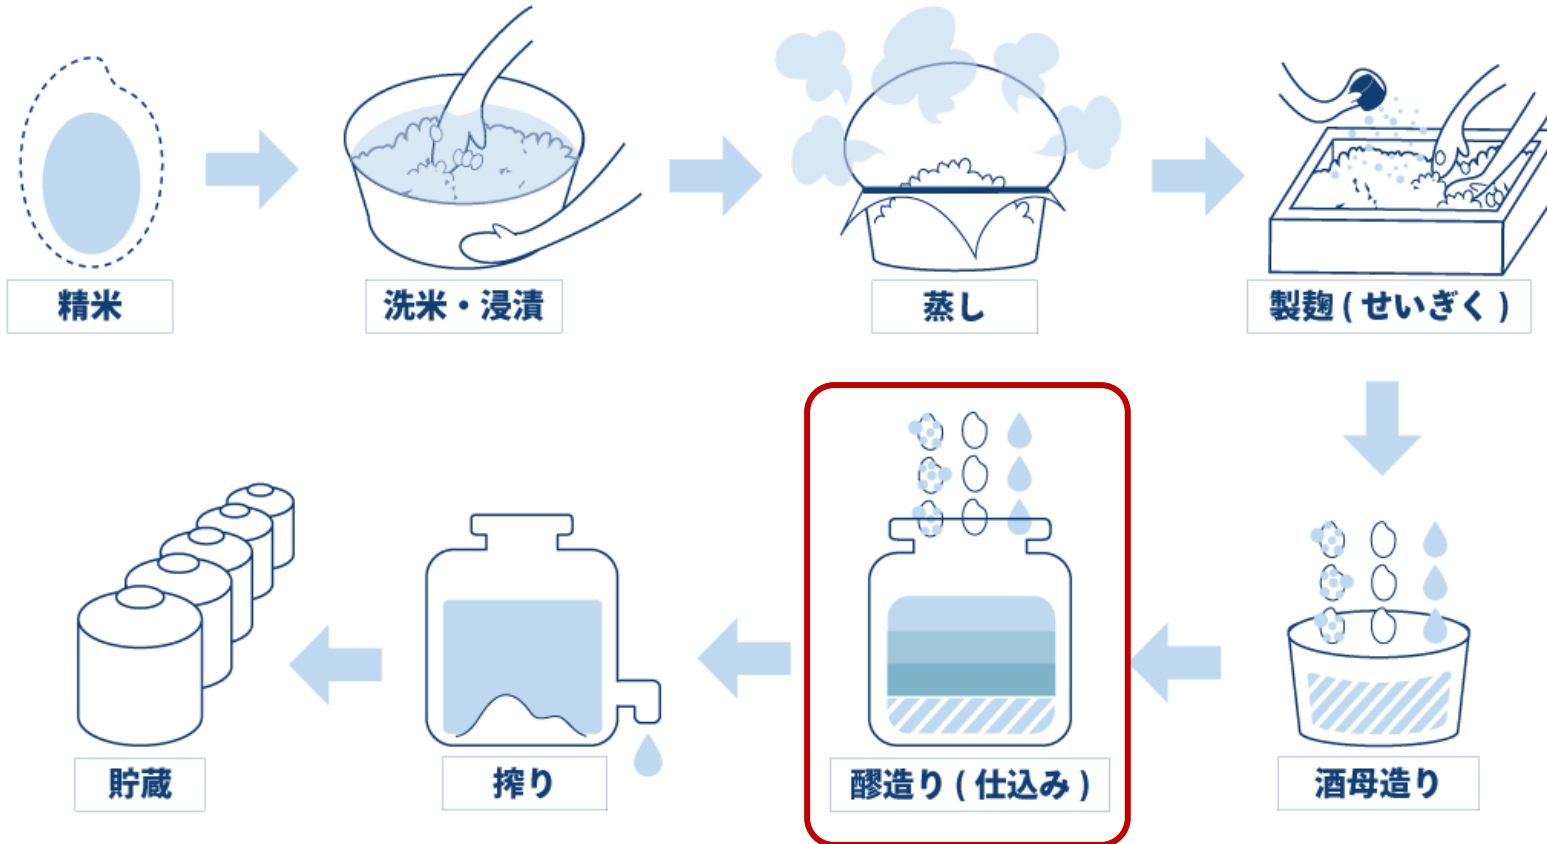 精米
洗米・浸漬
蒸し
製麹(せいぎく)
貯蔵
搾り
醪造り(仕込み)
酒母造り